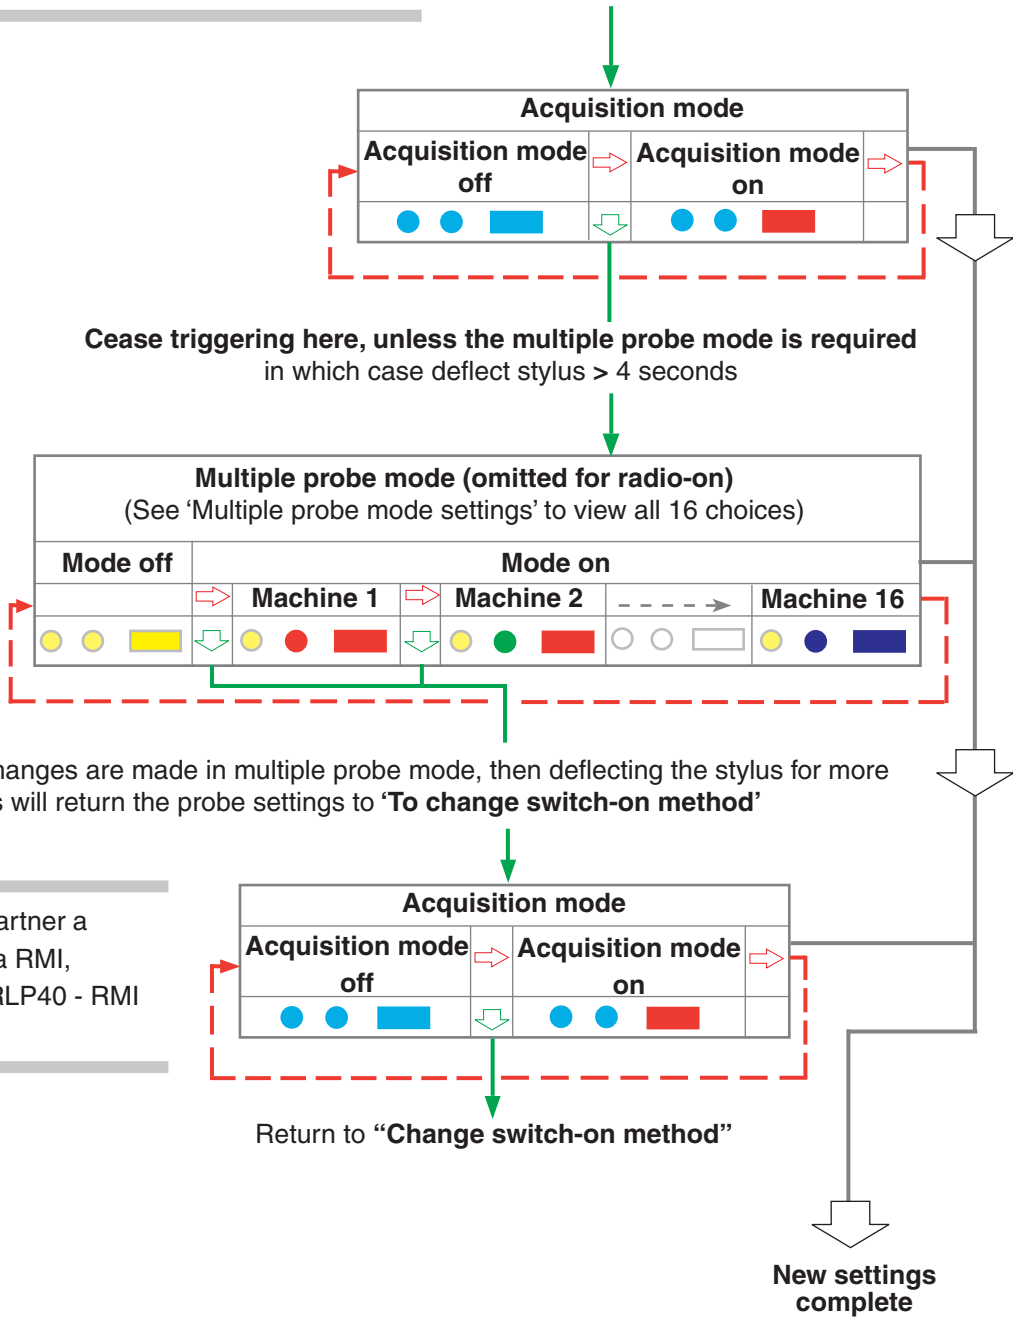 Acquisition mode
Acquisition mode off
Acquisition mode on
Cease triggering here, unless the multiple probe mode is required
in which case deflect stylus > 4 seconds
Multiple probe mode (omitted for radio-on)
(See ‘Multiple probe mode settings’ to view all 16 choices)
Mode off
Mode on
Machine 1
Machine 2
Machine 16
hanges are made in multiple probe mode, then deflecting the stylus for more
s will return the probe settings to ‘To change switch-on method’
artner a
a RMI,
RLP40 - RMI
Acquisition mode
Acquisition mode off
Acquisition mode on
Return to “Change switch-on method”
New settings
complete